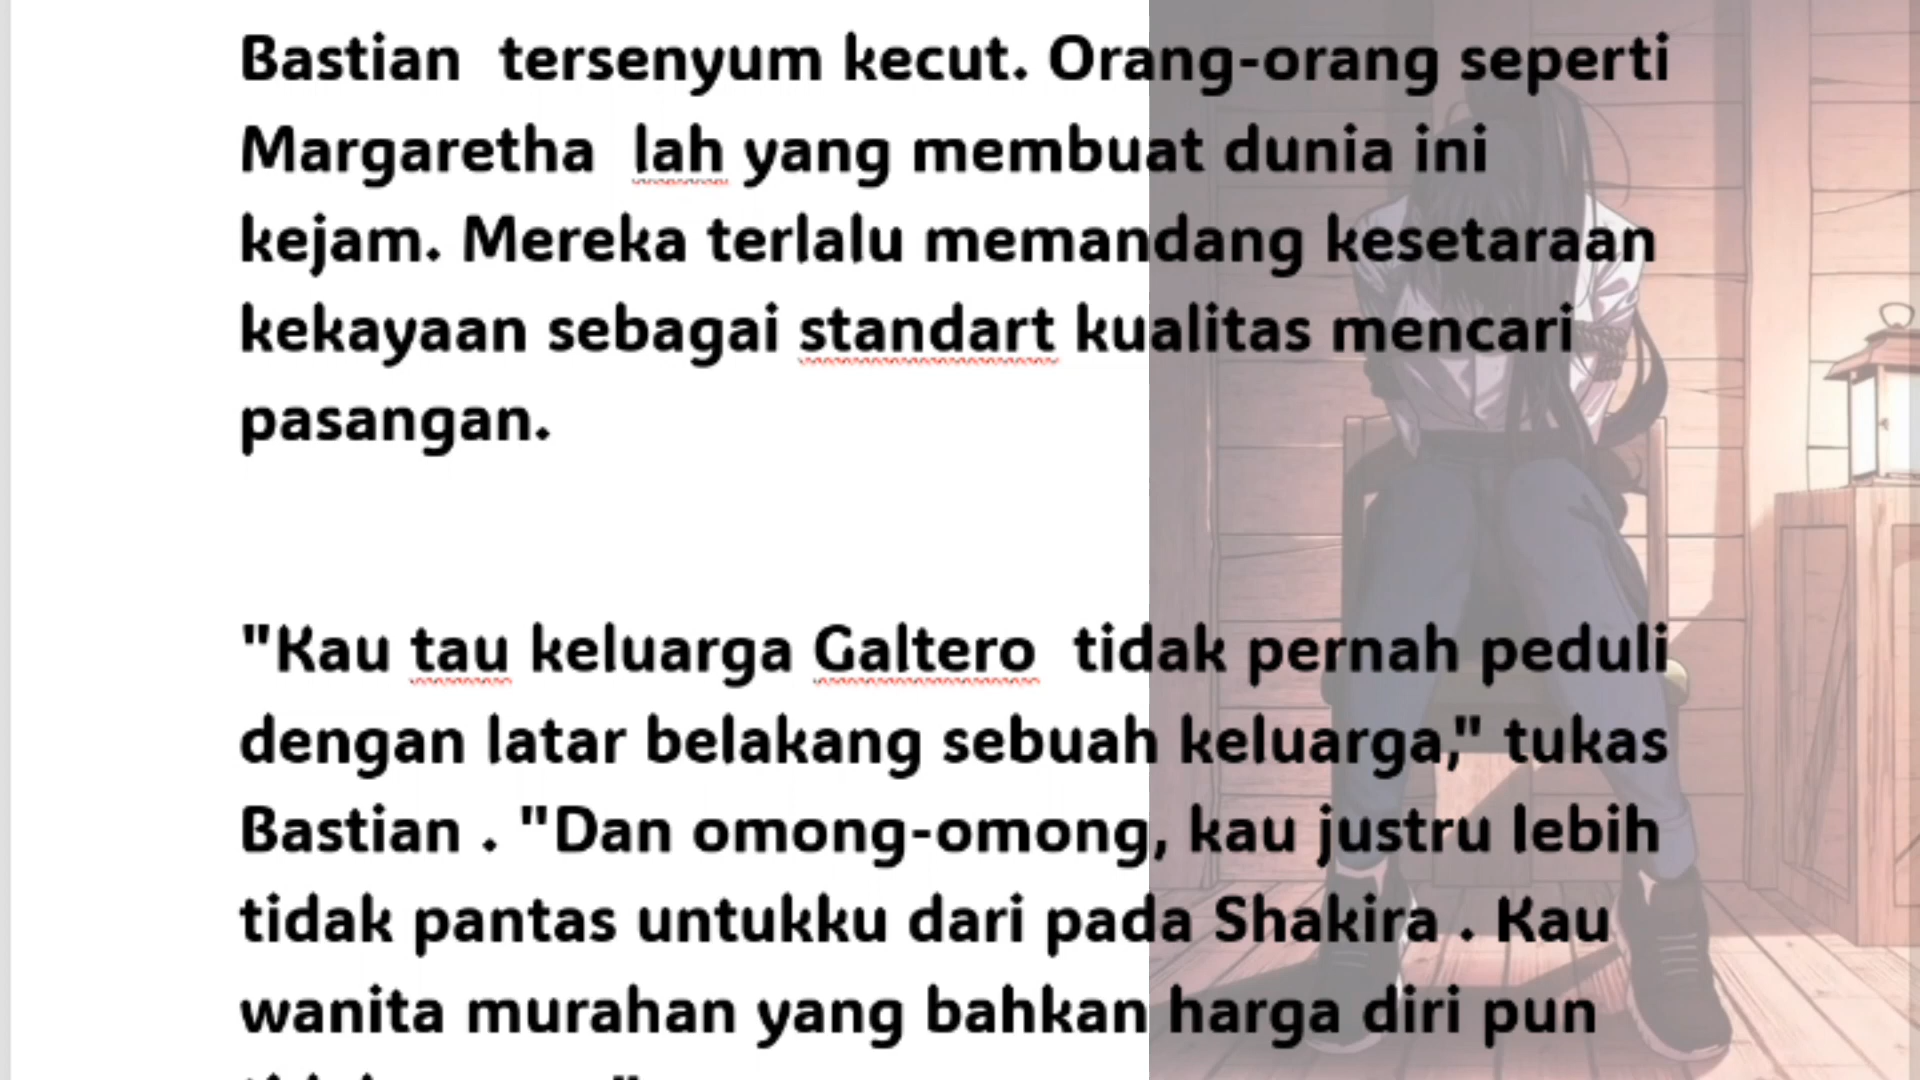 Bastian  tersenyum kecut. Orang-orang seperti
Margaretha  lah yang membuat dunia ini
kejam. Mereka terlalu memandang kesetaraan
kekayaan sebagai standart kualitas mencari
pasangan.
"Kau tau keluarga Galtero  tidak pernah peduli
dengan latar belakang sebuah keluarga," tukas
Bastian . "Dan omong-omong, kau justru lebih
tidak pantas untukku dari pada Shakira . Kau
wanita murahan yang bahkan harga diri pun